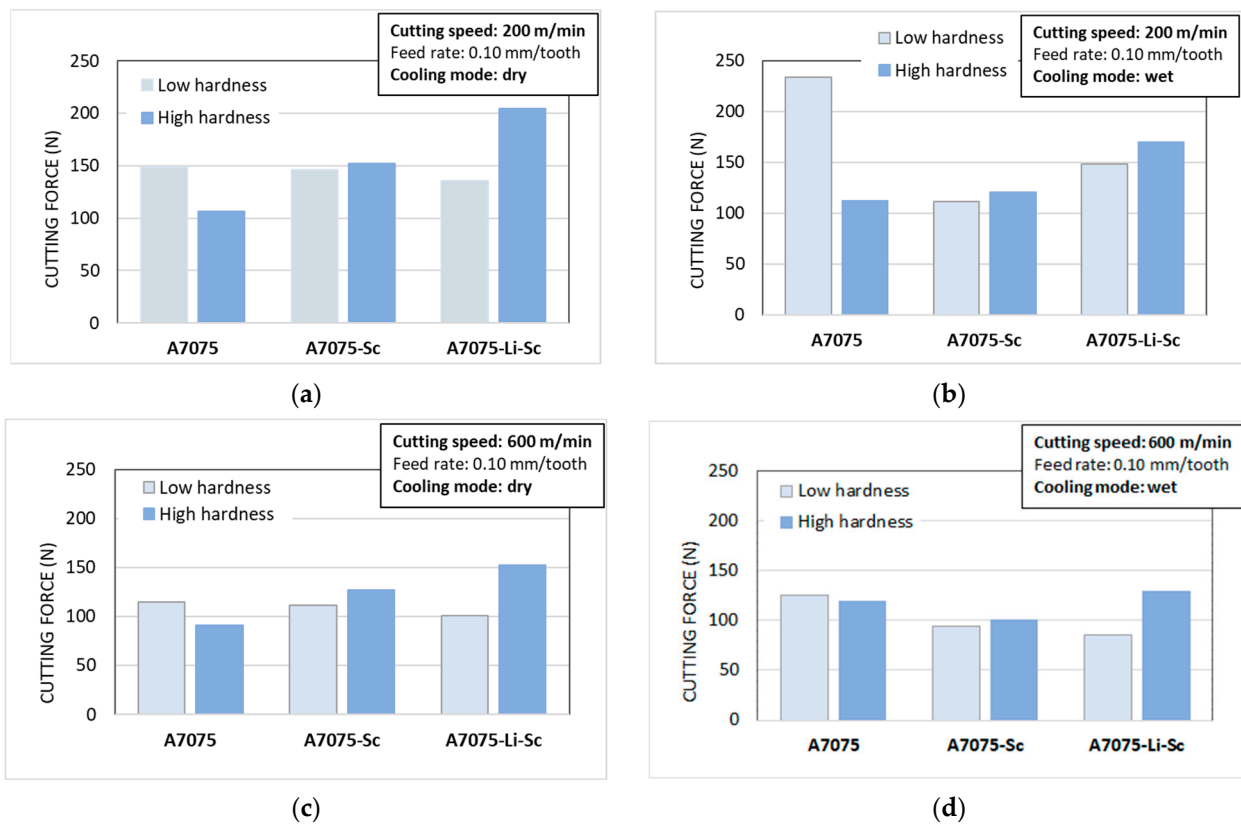 Cutting speed: 200 m/min
Feed rate: 0.10 mm/tooth
Cooling mode: dry
Low hardness
High hardness
CUTTING FORCE (N)
250
200
150
100
50
0
A7075
A7075-Sc
A7075-Li-Sc
(a)
Cutting speed: 200 m/min
Feed rate: 0.10 mm/tooth
Cooling mode: wet
Low hardness
High hardness
CUTTING FORCE (N)
250
200
150
100
50
0
A7075
A7075-Sc
A7075-Li-Sc
(b)
Cutting speed: 600 m/min
Feed rate: 0.10 mm/tooth
Cooling mode: dry
Low hardness
High hardness
CUTTING FORCE (N)
250
200
150
100
50
0
A7075
A7075-Sc
A7075-Li-Sc
(c)
Cutting speed: 600 m/min
Feed rate: 0.10 mm/tooth
Cooling mode: wet
Low hardness
High hardness
CUTTING FORCE (N)
250
200
150
100
50
0
A7075
A7075-Sc
A7075-Li-Sc
(d)